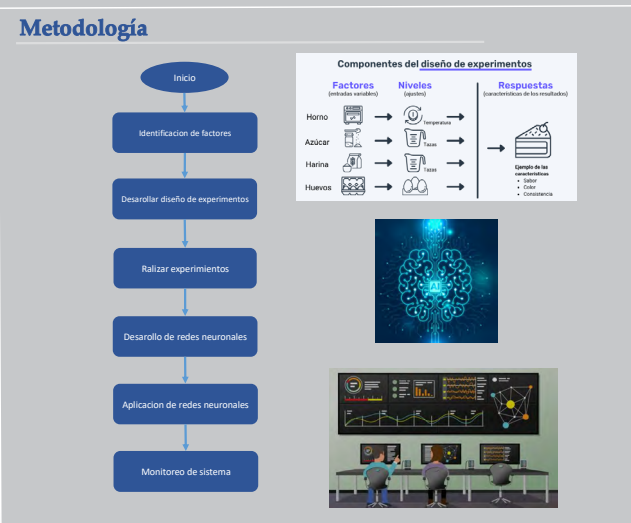 Metodología
Inicio
Identificacion de factores
Desarollar diseño de experimentos
Ralizar experimientos
Desarollo de redes neuronales
Aplicacion de redes neuronales
Monitoreo de sistema
Componentes del diseño de experimentos
Factores
(entradas variables)
Niveles
(ajustes)
Respuestas
(características de los resultados)
Horno
Temperatura
Azúcar
Tazas
Harina
Tazas
Huevos
Ejemplo de las
características
• Sabor
• Color
• Consistencia
AI